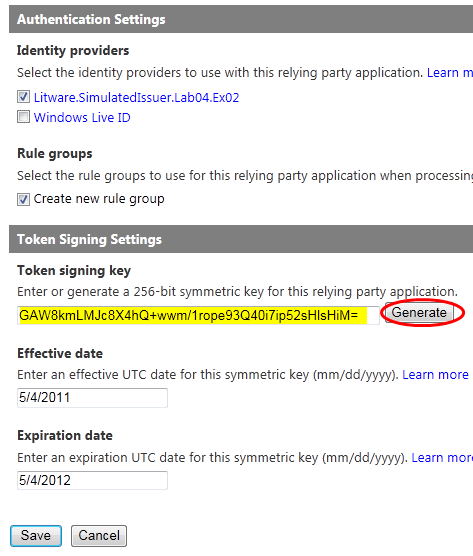 Authentication Settings
Identity providers
Select the identity providers to use with this relying party application. Learn m
Litware.SimulatedIssuer.Lab04.Ex02
Windows Live ID
Rule groups
Select the rule groups to use for this relying party application when processing
Create new rule group
Token Signing Settings
Token signing key
Enter or generate a 256-bit symmetric key for this relying party application.
GAW8kmLMJc8X4hQ+wwm/1rope93Q40i7ip52sHlsHiM= Generate
Effective date
Enter an effective UTC date for this symmetric key (mm/dd/yyyy). Learn more
5/4/2011
Expiration date
Enter an expiration UTC date for this symmetric key (mm/dd/yyyy). Learn mor
5/4/2012
Save Cancel